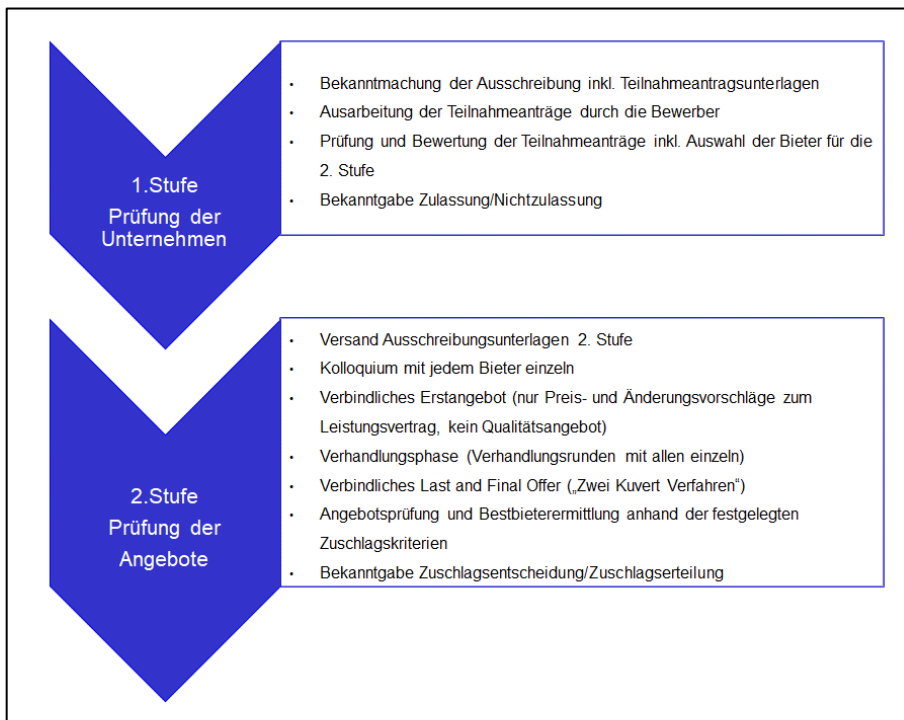 1.Stufe
Prüfung der
Unternehmen
• Bekanntmachung der Ausschreibung inkl. Teilnahmeantragsunterlagen
• Ausarbeitung der Teilnahmeanträge durch die Bewerber
• Prüfung und Bewertung der Teilnahmeanträge inkl. Auswahl der Bieter für die
2. Stufe
• Bekanntgabe Zulassung/Nichtzulassung
2.Stufe
Prüfung der
Angebote
• Versand Ausschreibungsunterlagen 2. Stufe
• Kolloquium mit jedem Bieter einzeln
• Verbindliches Erstangebot (nur Preis- und Änderungsvorschläge zum
Leistungsvertrag, kein Qualitätsangebot)
• Verhandlungsphase (Verhandlungsrunden mit allen einzeln)
• Verbindliches Last and Final Offer („Zwei Kuvert Verfahren“)
• Angebotsprüfung und Bestbieterermittlung anhand der festgelegten
Zuschlagskriterien
• Bekanntgabe Zuschlagsentscheidung/Zuschlagserteilung